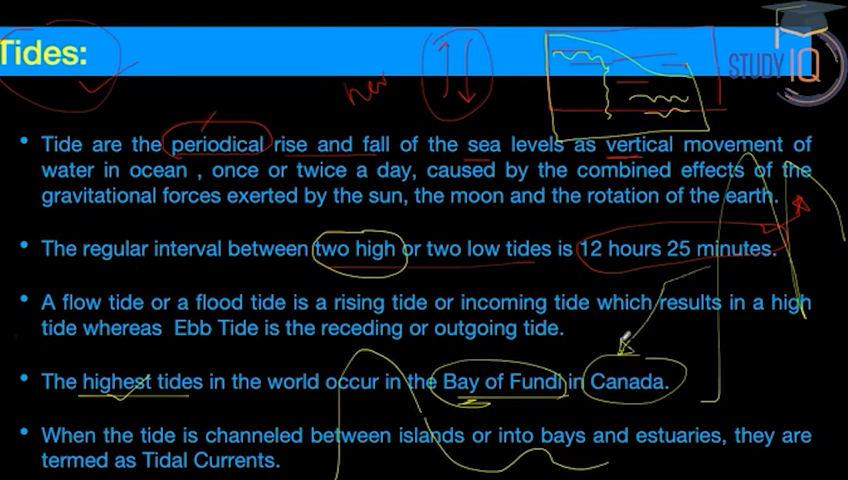 Tides:
STUDY IQ
• Tide are the periodical rise and fall of the sea levels as vertical movement of
water in ocean , once or twice a day, caused by the combined effects of the
gravitational forces exerted by the sun, the moon and the rotation of the earth.
• The regular interval between two high or two low tides is 12 hours 25 minutes.
• A flow tide or a flood tide is a rising tide or incoming tide which results in a high
tide whereas Ebb Tide is the receding or outgoing tide.
• The highest tides in the world occur in the Bay of Fundi in Canada.
• When the tide is channeled between islands or into bays and estuaries, they are
termed as Tidal Currents.